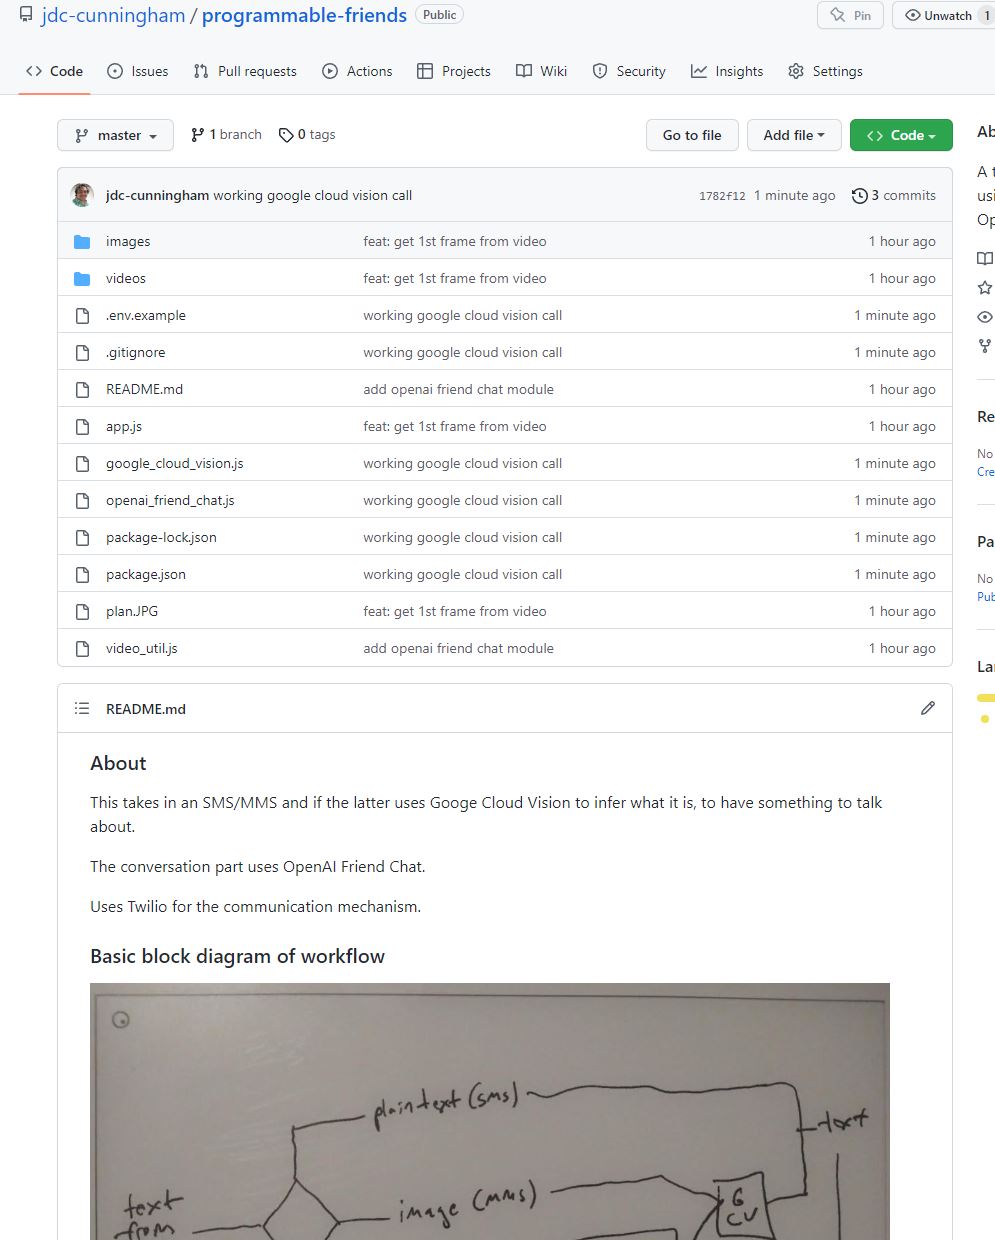 jdc-cunningham / programmable-friends Public
Pin
Unwatch 1
Code Issues Pull requests Actions Projects Wiki Security Insights Settings
master 1 branch 0 tags Go to file Add file Code
jdc-cunningham working google cloud vision call 1782f12 1 minute ago 3 commits
images feat: get 1st frame from video 1 hour ago
videos feat: get 1st frame from video 1 hour ago
.env.example working google cloud vision call 1 minute ago
.gitignore working google cloud vision call 1 minute ago
README.md add openai friend chat module 1 hour ago
app.js feat: get 1st frame from video 1 hour ago
google_cloud_vision.js working google cloud vision call 1 minute ago
openai_friend_chat.js working google cloud vision call 1 minute ago
package-lock.json working google cloud vision call 1 minute ago
package.json working google cloud vision call 1 minute ago
plan.JPG feat: get 1st frame from video 1 hour ago
video_util.js add openai friend chat module 1 hour ago
Ab
A t
usi
Op
Re
No
Cre
Pa
No
Pub
La
README.md
About
This takes in an SMS/MMS and if the latter uses Googe Cloud Vision to infer what it is, to have something to talk
about.
The conversation part uses OpenAI Friend Chat.
Uses Twilio for the communication mechanism.
Basic block diagram of workflow
plain text (sms)
text
image (mms)
G
CV
text
from